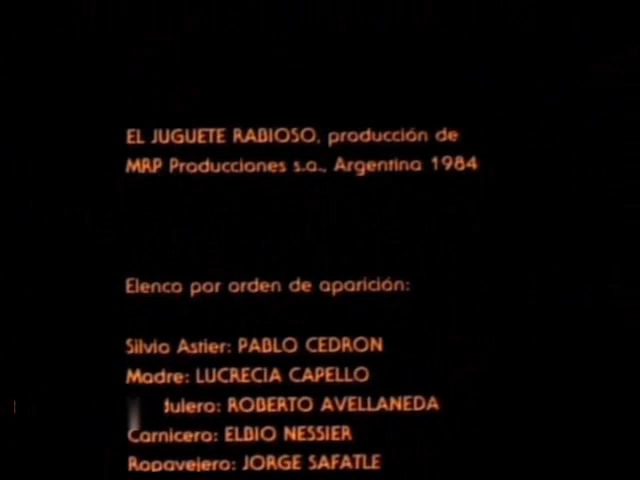 EL JUGUETE RABIOSO, producción de
MRP Producciones s.a., Argentina 1984
Elenco por orden de aparición:
Silvio Astier: PABLO CEDRON
Madre: LUCRECIA CAPELLO
dulero: ROBERTO AVELLANEDA
Carnicero: ELBIO NESSIER
Ropavejero: JORGE SAFATLE